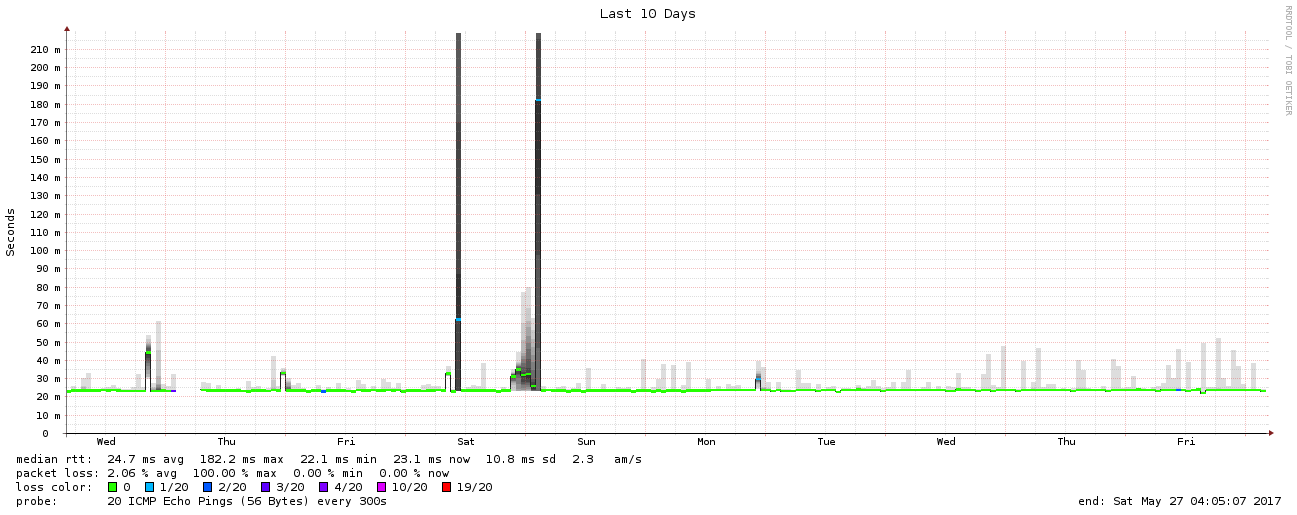 Last 10 Days
RRDTOOL / TOBI OETIKER
Seconds
210 m
200 m
190 m
180 m
170 m
160 m
150 m
140 m
130 m
120 m
110 m
100 m
90 m
80 m
70 m
60 m
50 m
40 m
30 m
20 m
10 m
0
Wed Thu Fri Sat Sun Mon Tue Wed Thu Fri
median rtt: 24.7 ms avg 182.2 ms max 22.1 ms min 23.1 ms now 10.8 ms sd 2.3 am/s
packet loss: 2.06 % avg 100.00 % max 0.00 % min 0.00 % now
loss color: 0 1/20 2/20 3/20 4/20 10/20 19/20
probe: 20 ICMP Echo Pings (56 Bytes) every 300s end: Sat May 27 04:05:07 2017